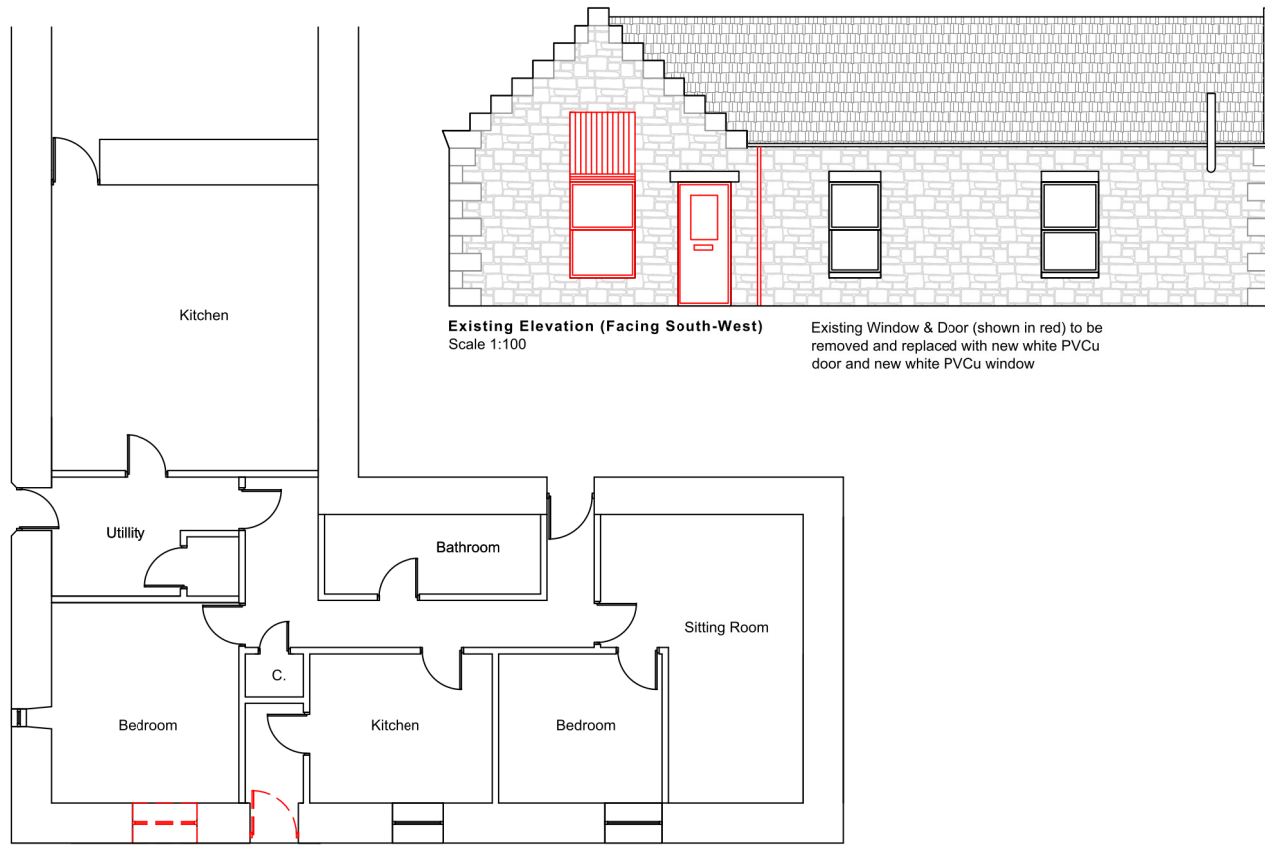 Existing Elevation (Facing South-West)
Scale 1:100
Existing Window & Door (shown in red) to be
removed and replaced with new white PVCu
door and new white PVCu window
Kitchen
Utillity
Bathroom
Sitting Room
C.
Bedroom
Kitchen
Bedroom